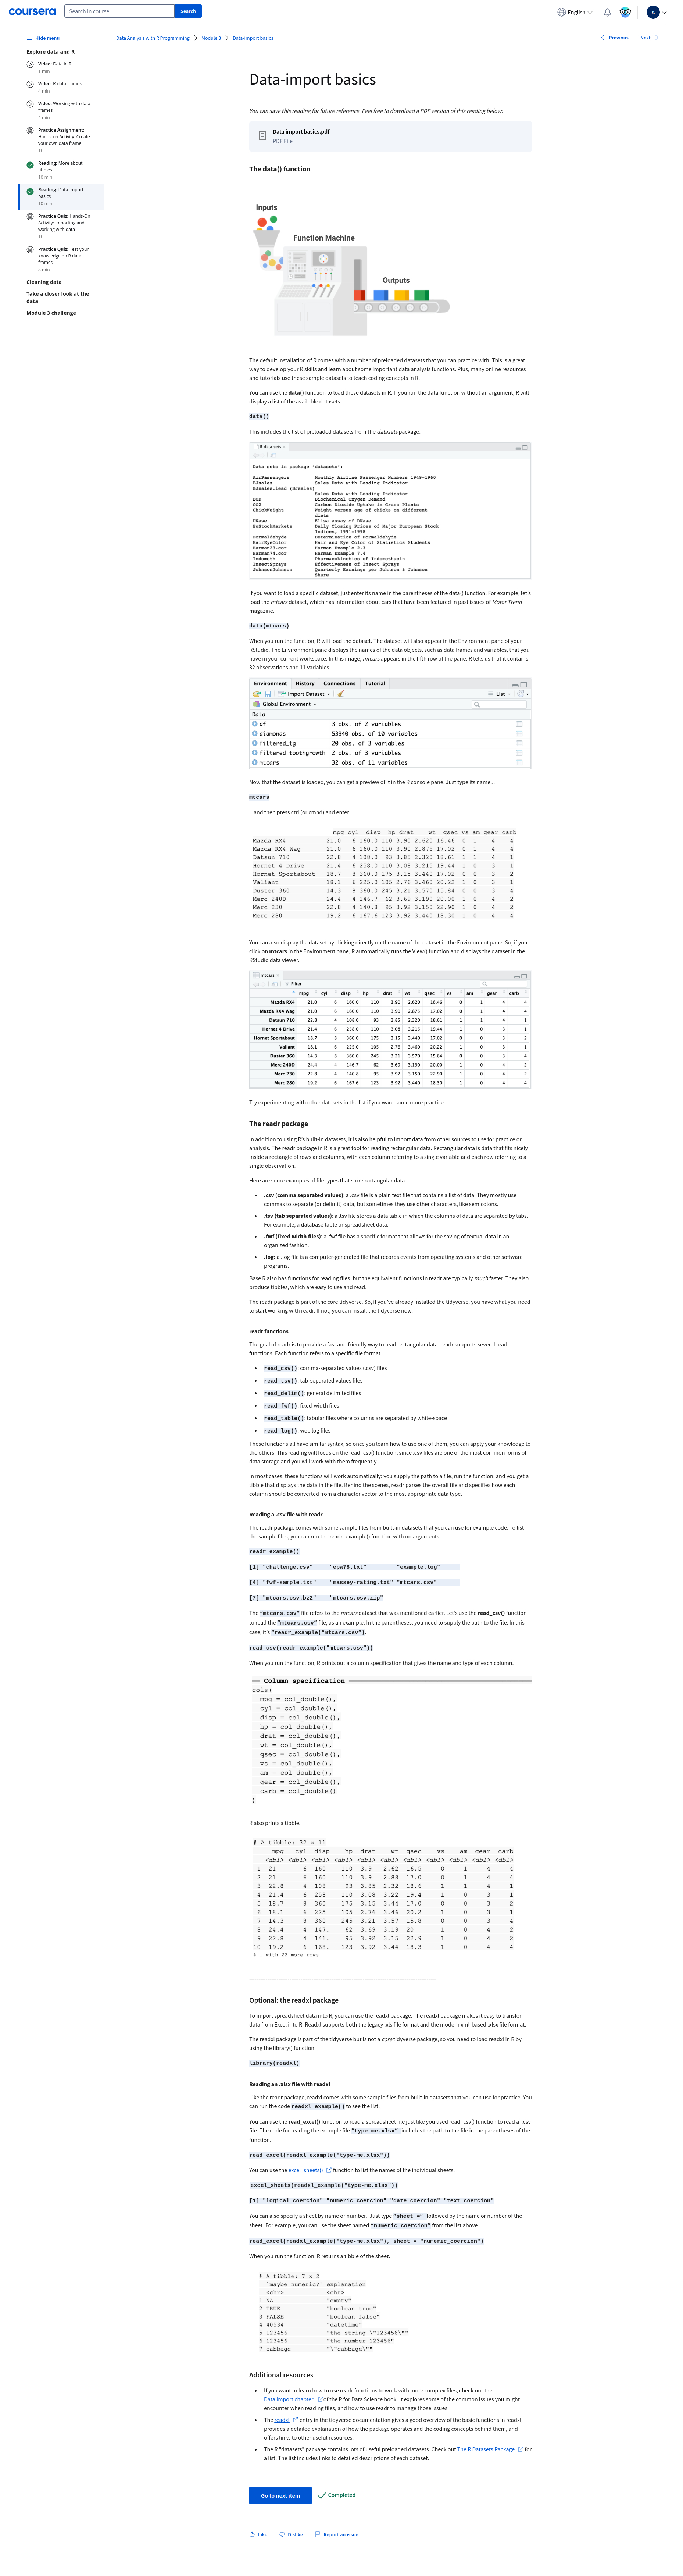 coursera
Search in course
Search
English
A
Hide menu
Explore data and R
Video: Data in R
1 min
Video: R data frames
4 min
Video: Working with data
frames
4 min
Practice Assignment:
Hands-on Activity: Create
your own data frame
1h
Reading: More about
tibbles
10 min
Reading: Data-import
basics
10 min
Practice Quiz: Hands-On
Activity: Importing and
working with data
1h
Practice Quiz: Test your
knowledge on R data
frames
8 min
Cleaning data
Take a closer look at the
data
Module 3 challenge
Data Analysis with R Programming
Module 3
Data-import basics
Previous
Next
Data-import basics
You can save this reading for future reference. Feel free to download a PDF version of this reading below:
Data import basics.pdf
PDF File
The data() function
Inputs
Function Machine
Outputs
The default installation of R comes with a number of preloaded datasets that you can practice with. This is a great
way to develop your R skills and learn about some important data analysis functions. Plus, many online resources
and tutorials use these sample datasets to teach coding concepts in R.
You can use the data() function to load these datasets in R. If you run the data function without an argument, R will
display a list of the available datasets.
data()
This includes the list of preloaded datasets from the datasets package.
R data sets
Data sets in package 'datasets':
AirPassengers Monthly Airline Passenger Numbers 1949-1960
BJsales Sales Data with Leading Indicator
BJsales.lead (BJsales)
Sales Data with Leading Indicator
BOD Biochemical Oxygen Demand
CO2 Carbon Dioxide Uptake in Grass Plants
ChickWeight Weight versus age of chicks on different
diets
DNase Elisa assay of DNase
EuStockMarkets Daily Closing Prices of Major European Stock
Indices, 1991-1998
Formaldehyde Determination of Formaldehyde
HairEyeColor Hair and Eye Color of Statistics Students
Harman23.cor Harman Example 2.3
Harman74.cor Harman Example 7.4
Indometh Pharmacokinetics of Indomethacin
InsectSprays Effectiveness of Insect Sprays
JohnsonJohnson Quarterly Earnings per Johnson & Johnson
Share
If you want to load a specific dataset, just enter its name in the parentheses of the data() function. For example, let's
load the mtcars dataset, which has information about cars that have been featured in past issues of Motor Trend
magazine.
data(mtcars)
When you run the function, R will load the dataset. The dataset will also appear in the Environment pane of your
RStudio. The Environment pane displays the names of the data objects, such as data frames and variables, that you
have in your current workspace. In this image, mtcars appears in the fifth row of the pane. R tells us that it contains
32 observations and 11 variables.
Environment History Connections Tutorial
Import Dataset List
Global Environment
Data
df 3 obs. of 2 variables
diamonds 53940 obs. of 10 variables
filtered_tg 20 obs. of 3 variables
filtered_toothgrowth 2 obs. of 3 variables
mtcars 32 obs. of 11 variables
Now that the dataset is loaded, you can get a preview of it in the R console pane. Just type its name...
mtcars
...and then press ctrl (or cmnd) and enter.
mpg cyl disp hp drat wt qsec vs am gear carb
Mazda RX4 21.0 6 160.0 110 3.90 2.620 16.46 0 1 4 4
Mazda RX4 Wag 21.0 6 160.0 110 3.90 2.875 17.02 0 1 4 4
Datsun 710 22.8 4 108.0 93 3.85 2.320 18.61 1 1 4 1
Hornet 4 Drive 21.4 6 258.0 110 3.08 3.215 19.44 1 0 3 1
Hornet Sportabout 18.7 8 360.0 175 3.15 3.440 17.02 0 0 3 2
Valiant 18.1 6 225.0 105 2.76 3.460 20.22 1 0 3 1
Duster 360 14.3 8 360.0 245 3.21 3.570 15.84 0 0 3 4
Merc 240D 24.4 4 146.7 62 3.69 3.190 20.00 1 0 4 2
Merc 230 22.8 4 140.8 95 3.92 3.150 22.90 1 0 4 2
Merc 280 19.2 6 167.6 123 3.92 3.440 18.30 1 0 4 4
You can also display the dataset by clicking directly on the name of the dataset in the Environment pane. So, if you
click on mtcars in the Environment pane, R automatically runs the View() function and displays the dataset in the
RStudio data viewer.
mtcars
Filter
mpg cyl disp hp drat wt qsec vs am gear carb
Mazda RX4 21.0 6 160.0 110 3.90 2.620 16.46 0 1 4 4
Mazda RX4 Wag 21.0 6 160.0 110 3.90 2.875 17.02 0 1 4 4
Datsun 710 22.8 4 108.0 93 3.85 2.320 18.61 1 1 4 1
Hornet 4 Drive 21.4 6 258.0 110 3.08 3.215 19.44 1 0 3 1
Hornet Sportabout 18.7 8 360.0 175 3.15 3.440 17.02 0 0 3 2
Valiant 18.1 6 225.0 105 2.76 3.460 20.22 1 0 3 1
Duster 360 14.3 8 360.0 245 3.21 3.570 15.84 0 0 3 4
Merc 240D 24.4 4 146.7 62 3.69 3.190 20.00 1 0 4 2
Merc 230 22.8 4 140.8 95 3.92 3.150 22.90 1 0 4 2
Merc 280 19.2 6 167.6 123 3.92 3.440 18.30 1 0 4 4
Try experimenting with other datasets in the list if you want some more practice.
The readr package
In addition to using R's built-in datasets, it is also helpful to import data from other sources to use for practice or
analysis. The readr package in R is a great tool for reading rectangular data. Rectangular data is data that fits nicely
inside a rectangle of rows and columns, with each column referring to a single variable and each row referring to a
single observation.
Here are some examples of file types that store rectangular data:
.csv (comma separated values): a .csv file is a plain text file that contains a list of data. They mostly use
commas to separate (or delimit) data, but sometimes they use other characters, like semicolons.
.tsv (tab separated values): a .tsv file stores a data table in which the columns of data are separated by tabs.
For example, a database table or spreadsheet data.
.fwf (fixed width files): a .fwf file has a specific format that allows for the saving of textual data in an
organized fashion.
.log: a .log file is a computer-generated file that records events from operating systems and other software
programs.
Base R also has functions for reading files, but the equivalent functions in readr are typically much faster. They also
produce tibbles, which are easy to use and read.
The readr package is part of the core tidyverse. So, if you've already installed the tidyverse, you have what you need
to start working with readr. If not, you can install the tidyverse now.
readr functions
The goal of readr is to provide a fast and friendly way to read rectangular data. readr supports several read_
functions. Each function refers to a specific file format.
read_csv(): comma-separated values (.csv) files
read_tsv(): tab-separated values files
read_delim(): general delimited files
read_fwf(): fixed-width files
read_table(): tabular files where columns are separated by white-space
read_log(): web log files
These functions all have similar syntax, so once you learn how to use one of them, you can apply your knowledge to
the others. This reading will focus on the read_csv() function, since .csv files are one of the most common forms of
data storage and you will work with them frequently.
In most cases, these functions will work automatically: you supply the path to a file, run the function, and you get a
tibble that displays the data in the file. Behind the scenes, readr parses the overall file and specifies how each
column should be converted from a character vector to the most appropriate data type.
Reading a .csv file with readr
The readr package comes with some sample files from built-in datasets that you can use for example code. To list
the sample files, you can run the readr_example() function with no arguments.
readr_example()
[1] "challenge.csv" "epa78.txt" "example.log"
[4] "fwf-sample.txt" "massey-rating.txt" "mtcars.csv"
[7] "mtcars.csv.bz2" "mtcars.csv.zip"
The "mtcars.csv" file refers to the mtcars dataset that was mentioned earlier. Let's use the read_csv() function
to read the "mtcars.csv" file, as an example. In the parentheses, you need to supply the path to the file. In this
case, it's "readr_example("mtcars.csv").
read_csv(readr_example("mtcars.csv"))
When you run the function, R prints out a column specification that gives the name and type of each column.
Column specification
cols(
mpg = col_double(),
cyl = col_double(),
disp = col_double(),
hp = col_double(),
drat = col_double(),
wt = col_double(),
qsec = col_double(),
vs = col_double(),
am = col_double(),
gear = col_double(),
carb = col_double()
)
R also prints a tibble.
# A tibble: 32 x 11
mpg cyl disp hp drat wt qsec vs am gear carb
<dbl> <dbl> <dbl> <dbl> <dbl> <dbl> <dbl> <dbl> <dbl> <dbl> <dbl>
1 21 6 160 110 3.9 2.62 16.5 0 1 4 4
2 21 6 160 110 3.9 2.88 17.0 0 1 4 4
3 22.8 4 108 93 3.85 2.32 18.6 1 1 4 1
4 21.4 6 258 110 3.08 3.22 19.4 1 0 3 1
5 18.7 8 360 175 3.15 3.44 17.0 0 0 3 2
6 18.1 6 225 105 2.76 3.46 20.2 1 0 3 1
7 14.3 8 360 245 3.21 3.57 15.8 0 0 3 4
8 24.4 4 147. 62 3.69 3.19 20 1 0 4 2
9 22.8 4 141. 95 3.92 3.15 22.9 1 0 4 2
10 19.2 6 168. 123 3.92 3.44 18.3 1 0 4 4
# … with 22 more rows
Optional: the readxl package
To import spreadsheet data into R, you can use the readxl package. The readxl package makes it easy to transfer
data from Excel into R. Readxl supports both the legacy .xls file format and the modern xml-based .xlsx file format.
The readxl package is part of the tidyverse but is not a core tidyverse package, so you need to load readxl in R by
using the library() function.
library(readxl)
Reading an .xlsx file with readxl
Like the readr package, readxl comes with some sample files from built-in datasets that you can use for practice. You
can run the code readxl_example() to see the list.
You can use the read_excel() function to read a spreadsheet file just like you used read_csv() function to read a .csv
file. The code for reading the example file "type-me.xlsx" includes the path to the file in the parentheses of the
function.
read_excel(readxl_example("type-me.xlsx"))
You can use the excel_sheets() function to list the names of the individual sheets.
excel_sheets(readxl_example("type-me.xlsx"))
[1] "logical_coercion" "numeric_coercion" "date_coercion" "text_coercion"
You can also specify a sheet by name or number. Just type "sheet =" followed by the name or number of the
sheet. For example, you can use the sheet named "numeric_coercion" from the list above.
read_excel(readxl_example("type-me.xlsx"), sheet = "numeric_coercion")
When you run the function, R returns a tibble of the sheet.
# A tibble: 7 x 2
`maybe numeric?` explanation
<chr> <chr>
1 NA "empty"
2 TRUE "boolean true"
3 FALSE "boolean false"
4 40534 "datetime"
5 123456 "the string \"123456\""
6 123456 "the number 123456"
7 cabbage "\"cabbage\""
Additional resources
If you want to learn how to use readr functions to work with more complex files, check out the
Data Import chapter of the R for Data Science book. It explores some of the common issues you might
encounter when reading files, and how to use readr to manage those issues.
The readxl entry in the tidyverse documentation gives a good overview of the basic functions in readxl,
provides a detailed explanation of how the package operates and the coding concepts behind them, and
offers links to other useful resources.
The R "datasets" package contains lots of useful preloaded datasets. Check out The R Datasets Package for
a list. The list includes links to detailed descriptions of each dataset.
Go to next item
Completed
Like
Dislike
Report an issue